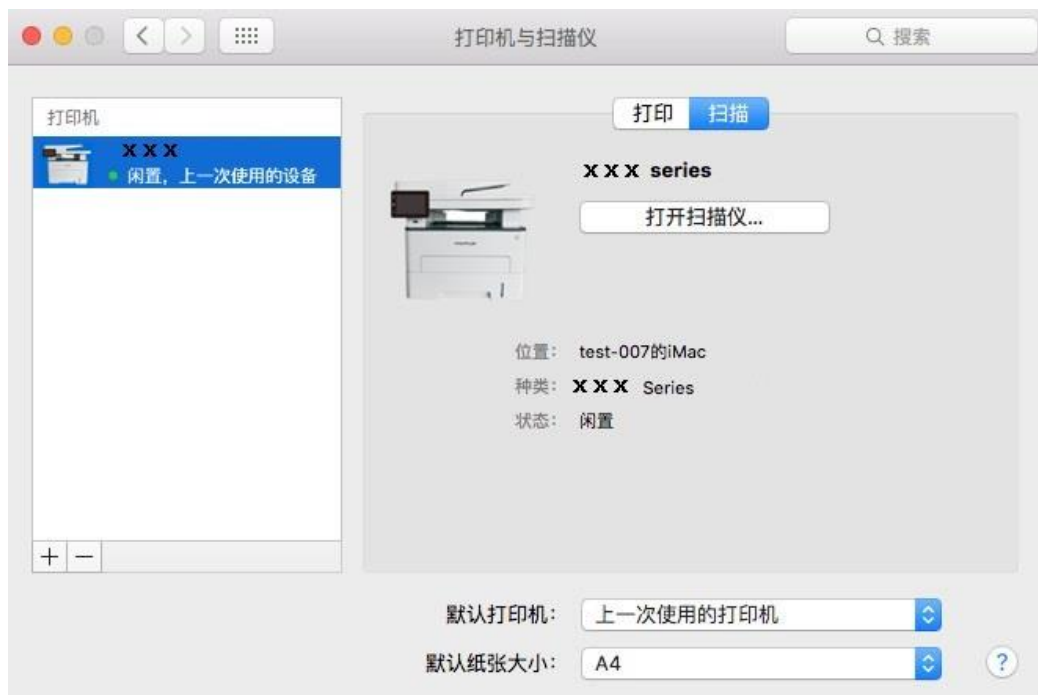 打印机与扫描仪
搜索
打印机
X X X
闲置，上一次使用的设备
打印 扫描
X X X series
打开扫描仪...
位置： test-007的iMac
种类： X X X Series
状态： 闲置
+ −
默认打印机： 上一次使用的打印机
默认纸张大小： A4
?